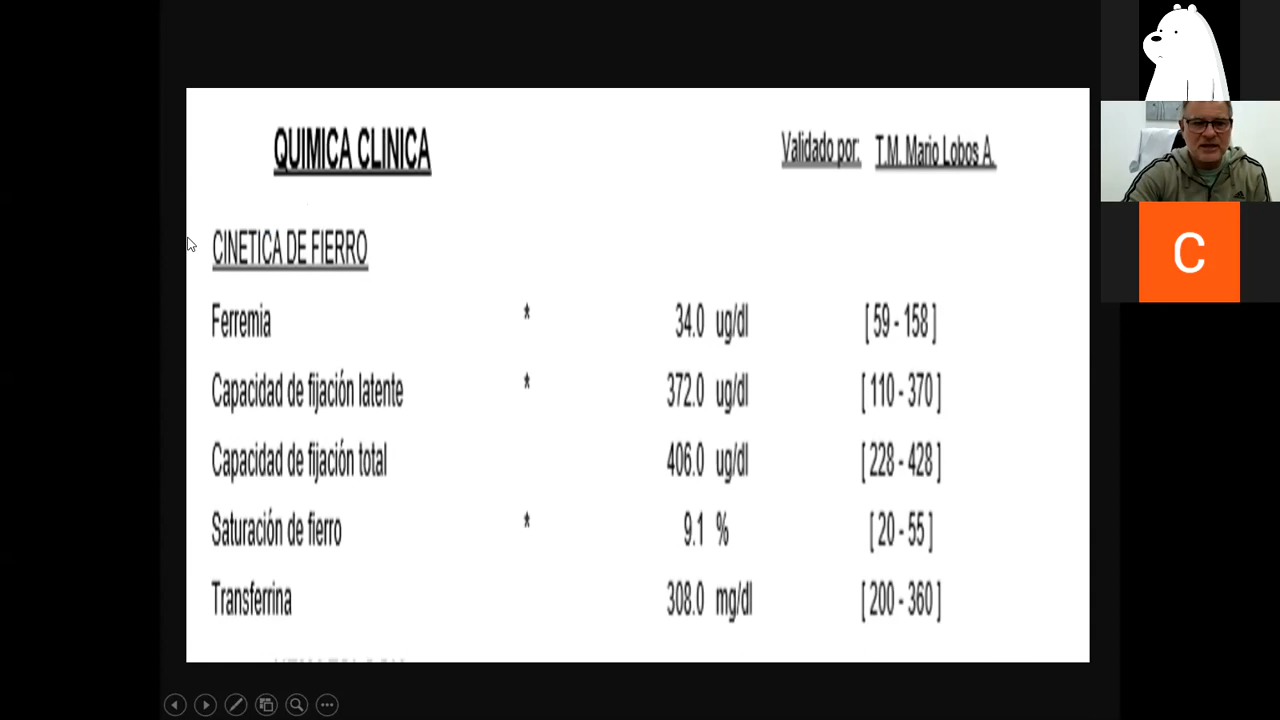 QUIMICA CLINICA Validado por: T.M. Mario Lobos A.
CINETICA DE FIERRO
Ferremia * 34.0 ug/dl [ 59 - 158 ]
Capacidad de fijación latente * 372.0 ug/dl [ 110 - 370 ]
Capacidad de fijación total 406.0 ug/dl [ 228 - 428 ]
Saturación de fierro * 9.1 % [ 20 - 55 ]
Transferrina 308.0 mg/dl [ 200 - 360 ]
C